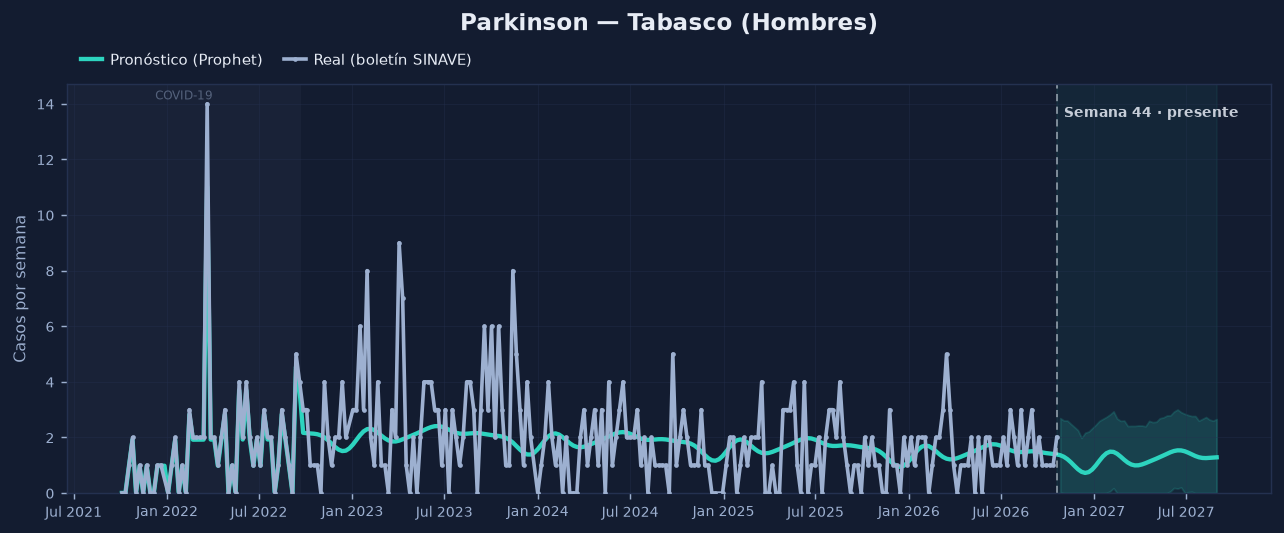 Parkinson — Tabasco (Hombres)
Pronóstico (Prophet)
Real (boletín SINAVE)
COVID-19
Semana 44 · presente
Casos por semana
14
12
10
8
6
4
2
0
Jul 2021
Jan 2022
Jul 2022
Jan 2023
Jul 2023
Jan 2024
Jul 2024
Jan 2025
Jul 2025
Jan 2026
Jul 2026
Jan 2027
Jul 2027